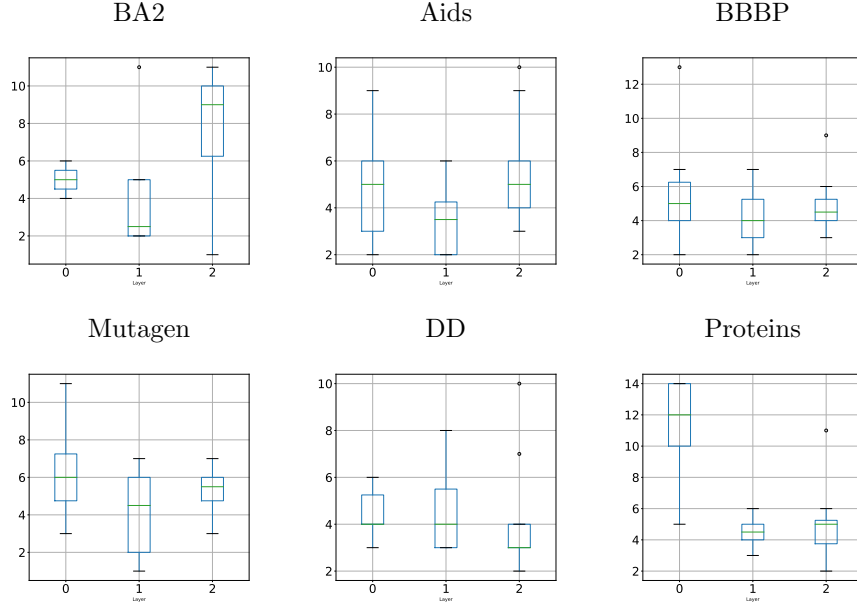 BA2 Aids BBBP
10 10 12
8 8 10
6 6 8
4 4 6
2 2 4
2
0 1 2 0 1 2 0 1 2
Layer Layer Layer
Mutagen DD Proteins
10 10 14
8 8 12
6 6 10
4 4 8
2 2 6
4
2
0 1 2 0 1 2 0 1 2
Layer Layer Layer